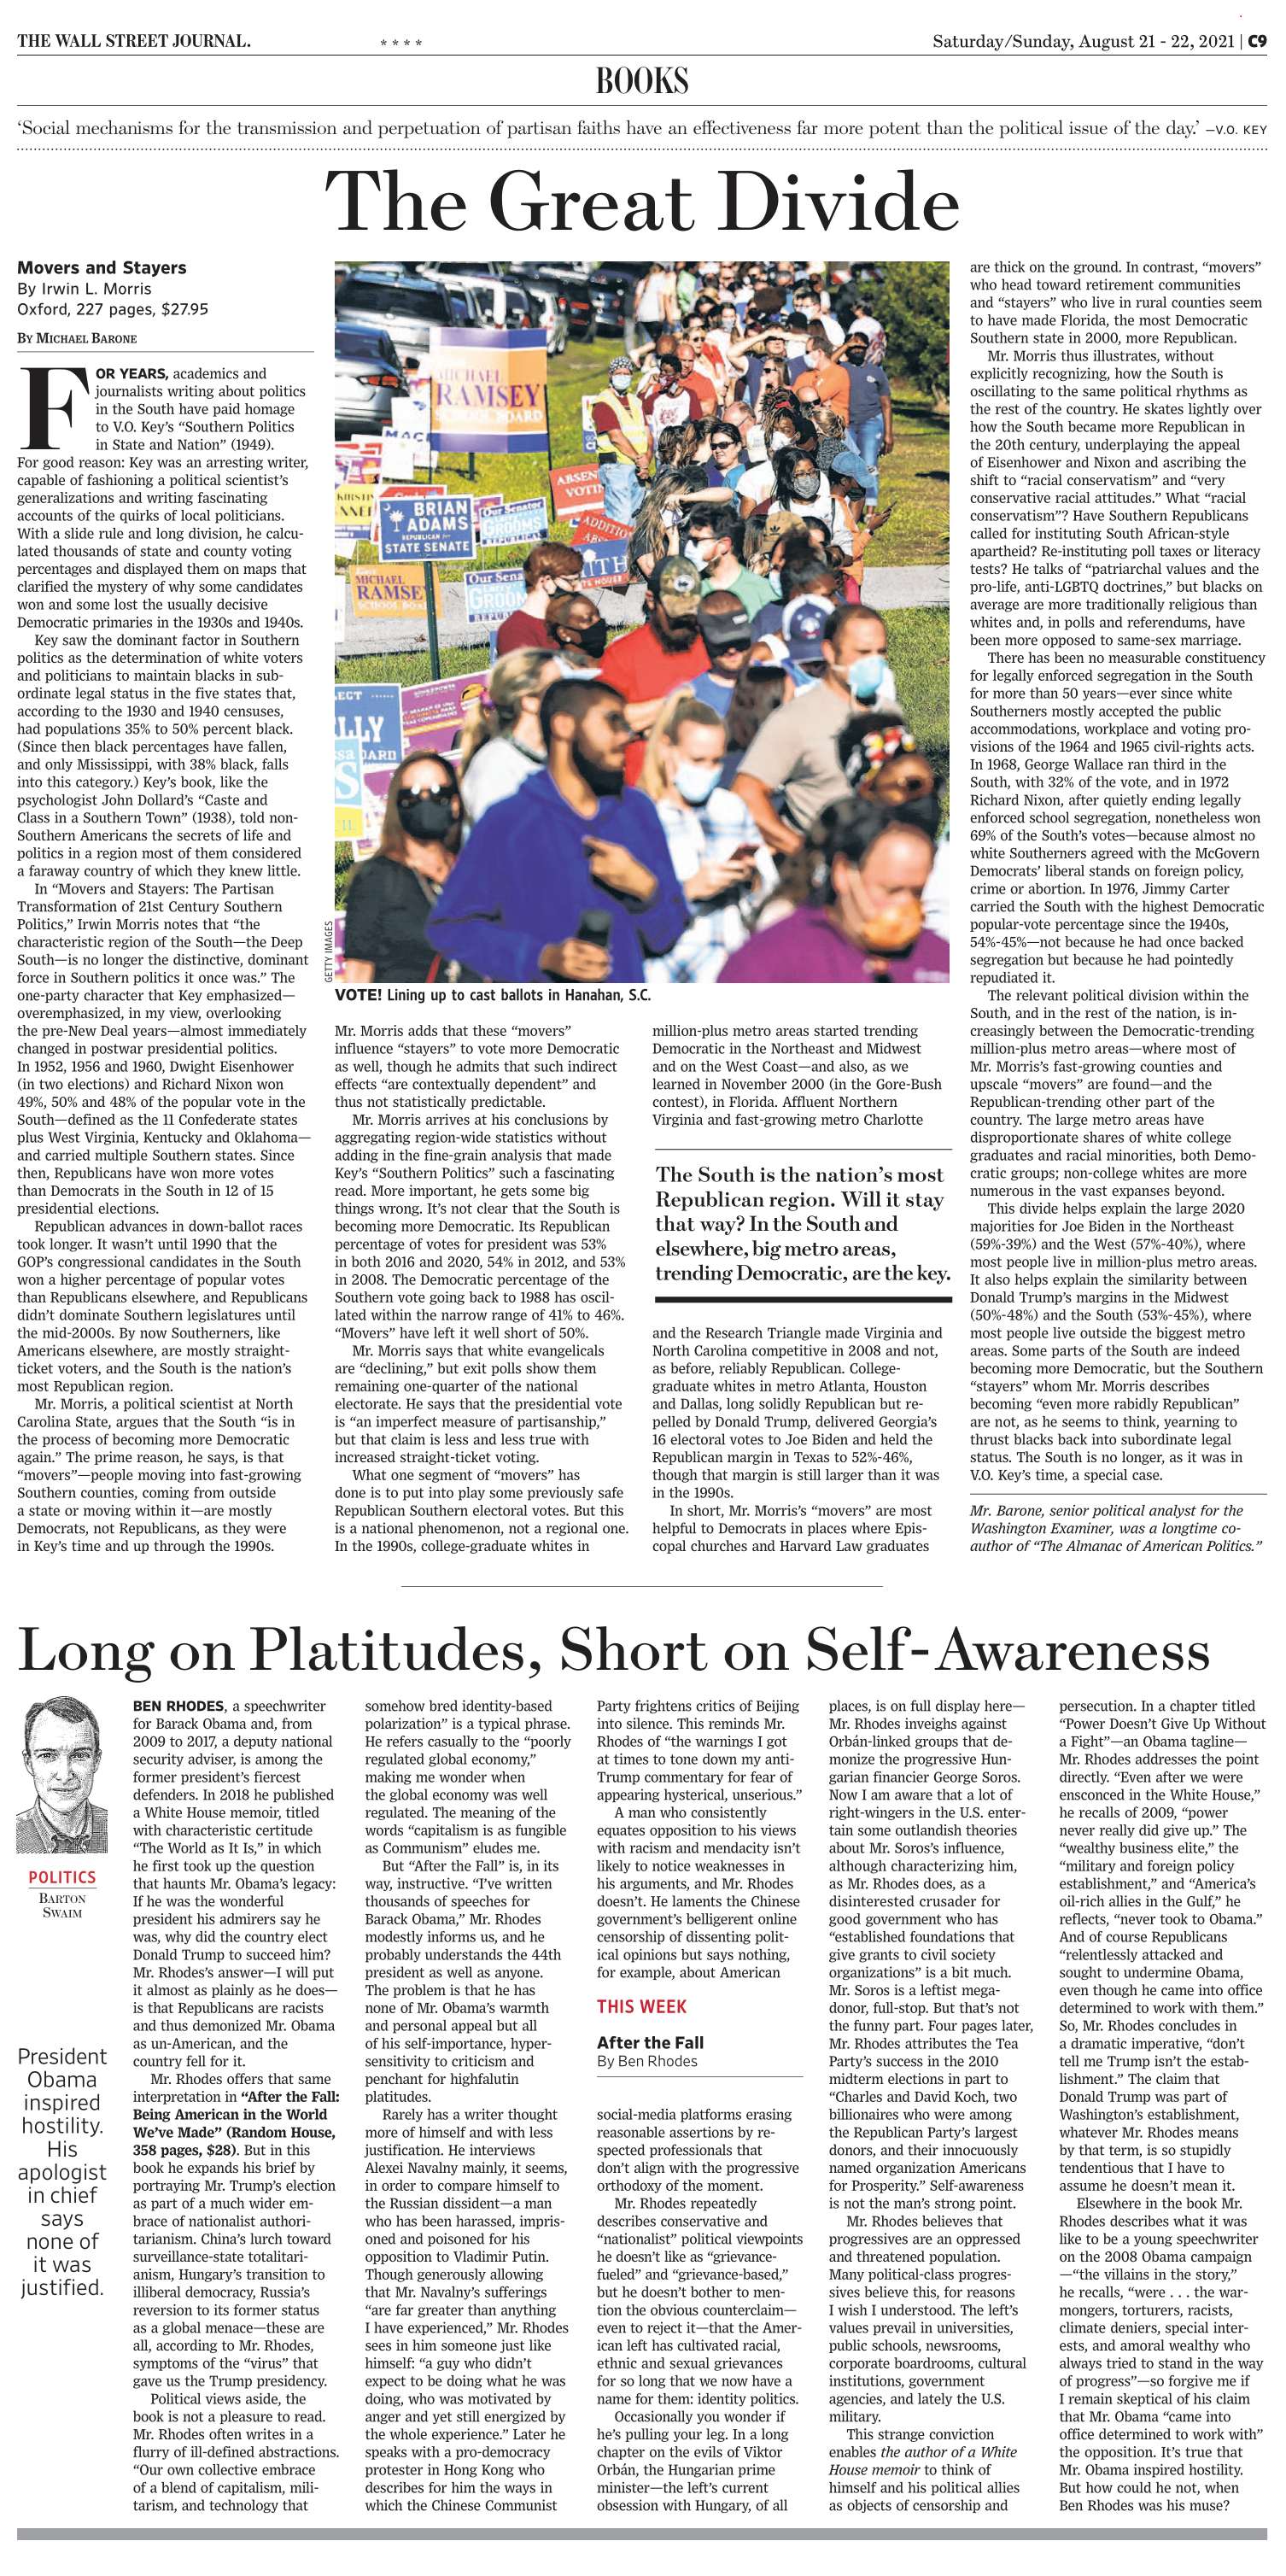 THE WALL STREET JOURNAL.
* * * *
Saturday/Sunday, August 21 - 22, 2021 | C9
BOOKS
‘Social mechanisms for the transmission and perpetuation of partisan faiths have an effectiveness far more potent than the political issue of the day.’ —V.O. KEY
The Great Divide
Movers and Stayers
By Irwin L. Morris
Oxford, 227 pages, $27.95
BY MICHAEL BARONE
FOR YEARS, academics and
journalists writing about politics
in the South have paid homage
to V.O. Key’s “Southern Politics
in State and Nation” (1949).
For good reason: Key was an arresting writer,
capable of fashioning a political scientist’s
generalizations and writing fascinating
accounts of the quirks of local politicians.
With a slide rule and long division, he calcu-
lated thousands of state and county voting
percentages and displayed them on maps that
clarified the mystery of why some candidates
won and some lost the usually decisive
Democratic primaries in the 1930s and 1940s.
Key saw the dominant factor in Southern
politics as the determination of white voters
and politicians to maintain blacks in sub-
ordinate legal status in the five states that,
according to the 1930 and 1940 censuses,
had populations 35% to 50% percent black.
(Since then black percentages have fallen,
and only Mississippi, with 38% black, falls
into this category.) Key’s book, like the
psychologist John Dollard’s “Caste and
Class in a Southern Town” (1938), told non-
Southern Americans the secrets of life and
politics in a region most of them considered
a faraway country of which they knew little.
In “Movers and Stayers: The Partisan
Transformation of 21st Century Southern
Politics,” Irwin Morris notes that “the
characteristic region of the South—the Deep
South—is no longer the distinctive, dominant
force in Southern politics it once was.” The
one-party character that Key emphasized—
overemphasized, in my view, overlooking
the pre-New Deal years—almost immediately
changed in postwar presidential politics.
In 1952, 1956 and 1960, Dwight Eisenhower
(in two elections) and Richard Nixon won
49%, 50% and 48% of the popular vote in the
South—defined as the 11 Confederate states
plus West Virginia, Kentucky and Oklahoma—
and carried multiple Southern states. Since
then, Republicans have won more votes
than Democrats in the South in 12 of 15
presidential elections.
Republican advances in down-ballot races
took longer. It wasn’t until 1990 that the
GOP’s congressional candidates in the South
won a higher percentage of popular votes
than Republicans elsewhere, and Republicans
didn’t dominate Southern legislatures until
the mid-2000s. By now Southerners, like
Americans elsewhere, are mostly straight-
ticket voters, and the South is the nation’s
most Republican region.
Mr. Morris, a political scientist at North
Carolina State, argues that the South “is in
the process of becoming more Democratic
again.” The prime reason, he says, is that
“movers”—people moving into fast-growing
Southern counties, coming from outside
a state or moving within it—are mostly
Democrats, not Republicans, as they were
in Key’s time and up through the 1990s.
MICHAEL
RAMSEY
SCHOOL BOARD
BRIAN
ADAMS
REPUBLICAN for
STATE SENATE
Our Senator
GROOMS
REPUBLICAN
MICHAEL
RAMSE
SCHOOL BO
GETTY IMAGES
VOTE! Lining up to cast ballots in Hanahan, S.C.
Mr. Morris adds that these “movers”
influence “stayers” to vote more Democratic
as well, though he admits that such indirect
effects “are contextually dependent” and
thus not statistically predictable.
Mr. Morris arrives at his conclusions by
aggregating region-wide statistics without
adding in the fine-grain analysis that made
Key’s “Southern Politics” such a fascinating
read. More important, he gets some big
things wrong. It’s not clear that the South is
becoming more Democratic. Its Republican
percentage of votes for president was 53%
in both 2016 and 2020, 54% in 2012, and 53%
in 2008. The Democratic percentage of the
Southern vote going back to 1988 has oscil-
lated within the narrow range of 41% to 46%.
“Movers” have left it well short of 50%.
Mr. Morris says that white evangelicals
are “declining,” but exit polls show them
remaining one-quarter of the national
electorate. He says that the presidential vote
is “an imperfect measure of partisanship,”
but that claim is less and less true with
increased straight-ticket voting.
What one segment of “movers” has
done is to put into play some previously safe
Republican Southern electoral votes. But this
is a national phenomenon, not a regional one.
In the 1990s, college-graduate whites in
million-plus metro areas started trending
Democratic in the Northeast and Midwest
and on the West Coast—and also, as we
learned in November 2000 (in the Gore-Bush
contest), in Florida. Affluent Northern
Virginia and fast-growing metro Charlotte
The South is the nation’s most
Republican region. Will it stay
that way? In the South and
elsewhere, big metro areas,
trending Democratic, are the key.
and the Research Triangle made Virginia and
North Carolina competitive in 2008 and not,
as before, reliably Republican. College-
graduate whites in metro Atlanta, Houston
and Dallas, long solidly Republican but re-
pelled by Donald Trump, delivered Georgia’s
16 electoral votes to Joe Biden and held the
Republican margin in Texas to 52%-46%,
though that margin is still larger than it was
in the 1990s.
In short, Mr. Morris’s “movers” are most
helpful to Democrats in places where Epis-
copal churches and Harvard Law graduates
are thick on the ground. In contrast, “movers”
who head toward retirement communities
and “stayers” who live in rural counties seem
to have made Florida, the most Democratic
Southern state in 2000, more Republican.
Mr. Morris thus illustrates, without
explicitly recognizing, how the South is
oscillating to the same political rhythms as
the rest of the country. He skates lightly over
how the South became more Republican in
the 20th century, underplaying the appeal
of Eisenhower and Nixon and ascribing the
shift to “racial conservatism” and “very
conservative racial attitudes.” What “racial
conservatism”? Have Southern Republicans
called for instituting South African-style
apartheid? Re-instituting poll taxes or literacy
tests? He talks of “patriarchal values and the
pro-life, anti-LGBTQ doctrines,” but blacks on
average are more traditionally religious than
whites and, in polls and referendums, have
been more opposed to same-sex marriage.
There has been no measurable constituency
for legally enforced segregation in the South
for more than 50 years—ever since white
Southerners mostly accepted the public
accommodations, workplace and voting pro-
visions of the 1964 and 1965 civil-rights acts.
In 1968, George Wallace ran third in the
South, with 32% of the vote, and in 1972
Richard Nixon, after quietly ending legally
enforced school segregation, nonetheless won
69% of the South’s votes—because almost no
white Southerners agreed with the McGovern
Democrats’ liberal stands on foreign policy,
crime or abortion. In 1976, Jimmy Carter
carried the South with the highest Democratic
popular-vote percentage since the 1940s,
54%-45%—not because he had once backed
segregation but because he had pointedly
repudiated it.
The relevant political division within the
South, and in the rest of the nation, is in-
creasingly between the Democratic-trending
million-plus metro areas—where most of
Mr. Morris’s fast-growing counties and
upscale “movers” are found—and the
Republican-trending other part of the
country. The large metro areas have
disproportionate shares of white college
graduates and racial minorities, both Demo-
cratic groups; non-college whites are more
numerous in the vast expanses beyond.
This divide helps explain the large 2020
majorities for Joe Biden in the Northeast
(59%-39%) and the West (57%-40%), where
most people live in million-plus metro areas.
It also helps explain the similarity between
Donald Trump’s margins in the Midwest
(50%-48%) and the South (53%-45%), where
most people live outside the biggest metro
areas. Some parts of the South are indeed
becoming more Democratic, but the Southern
“stayers” whom Mr. Morris describes
becoming “even more rabidly Republican”
are not, as he seems to think, yearning to
thrust blacks back into subordinate legal
status. The South is no longer, as it was in
V.O. Key’s time, a special case.
Mr. Barone, senior political analyst for the
Washington Examiner, was a longtime co-
author of “The Almanac of American Politics.”
Long on Platitudes, Short on Self-Awareness
POLITICS
BARTON
SWAIM
President
Obama
inspired
hostility.
His
apologist
in chief
says
none of
it was
justified.
BEN RHODES, a speechwriter
for Barack Obama and, from
2009 to 2017, a deputy national
security adviser, is among the
former president’s fiercest
defenders. In 2018 he published
a White House memoir, titled
with characteristic certitude
“The World as It Is,” in which
he first took up the question
that haunts Mr. Obama’s legacy:
If he was the wonderful
president his admirers say he
was, why did the country elect
Donald Trump to succeed him?
Mr. Rhodes’s answer—I will put
it almost as plainly as he does—
is that Republicans are racists
and thus demonized Mr. Obama
as un-American, and the
country fell for it.
Mr. Rhodes offers that same
interpretation in “After the Fall:
Being American in the World
We’ve Made” (Random House,
358 pages, $28). But in this
book he expands his brief by
portraying Mr. Trump’s election
as part of a much wider em-
brace of nationalist authori-
tarianism. China’s lurch toward
surveillance-state totalitari-
anism, Hungary’s transition to
illiberal democracy, Russia’s
reversion to its former status
as a global menace—these are
all, according to Mr. Rhodes,
symptoms of the “virus” that
gave us the Trump presidency.
Political views aside, the
book is not a pleasure to read.
Mr. Rhodes often writes in a
flurry of ill-defined abstractions.
“Our own collective embrace
of a blend of capitalism, mili-
tarism, and technology that
somehow bred identity-based
polarization” is a typical phrase.
He refers casually to the “poorly
regulated global economy,”
making me wonder when
the global economy was well
regulated. The meaning of the
words “capitalism is as fungible
as Communism” eludes me.
But “After the Fall” is, in its
way, instructive. “I’ve written
thousands of speeches for
Barack Obama,” Mr. Rhodes
modestly informs us, and he
probably understands the 44th
president as well as anyone.
The problem is that he has
none of Mr. Obama’s warmth
and personal appeal but all
of his self-importance, hyper-
sensitivity to criticism and
penchant for highfalutin
platitudes.
Rarely has a writer thought
more of himself and with less
justification. He interviews
Alexei Navalny mainly, it seems,
in order to compare himself to
the Russian dissident—a man
who has been harassed, impris-
oned and poisoned for his
opposition to Vladimir Putin.
Though generously allowing
that Mr. Navalny’s sufferings
“are far greater than anything
I have experienced,” Mr. Rhodes
sees in him someone just like
himself: “a guy who didn’t
expect to be doing what he was
doing, who was motivated by
anger and yet still energized by
the whole experience.” Later he
speaks with a pro-democracy
protester in Hong Kong who
describes for him the ways in
which the Chinese Communist
Party frightens critics of Beijing
into silence. This reminds Mr.
Rhodes of “the warnings I got
at times to tone down my anti-
Trump commentary for fear of
appearing hysterical, unserious.”
A man who consistently
equates opposition to his views
with racism and mendacity isn’t
likely to notice weaknesses in
his arguments, and Mr. Rhodes
doesn’t. He laments the Chinese
government’s belligerent online
censorship of dissenting polit-
ical opinions but says nothing,
for example, about American
THIS WEEK
After the Fall
By Ben Rhodes
social-media platforms erasing
reasonable assertions by re-
spected professionals that
don’t align with the progressive
orthodoxy of the moment.
Mr. Rhodes repeatedly
describes conservative and
“nationalist” political viewpoints
he doesn’t like as “grievance-
fueled” and “grievance-based,”
but he doesn’t bother to men-
tion the obvious counterclaim—
even to reject it—that the Amer-
ican left has cultivated racial,
ethnic and sexual grievances
for so long that we now have a
name for them: identity politics.
Occasionally you wonder if
he’s pulling your leg. In a long
chapter on the evils of Viktor
Orbán, the Hungarian prime
minister—the left’s current
obsession with Hungary, of all
places, is on full display here—
Mr. Rhodes inveighs against
Orbán-linked groups that de-
monize the progressive Hun-
garian financier George Soros.
Now I am aware that a lot of
right-wingers in the U.S. enter-
tain some outlandish theories
about Mr. Soros’s influence,
although characterizing him,
as Mr. Rhodes does, as a
disinterested crusader for
good government who has
“established foundations that
give grants to civil society
organizations” is a bit much.
Mr. Soros is a leftist mega-
donor, full-stop. But that’s not
the funny part. Four pages later,
Mr. Rhodes attributes the Tea
Party’s success in the 2010
midterm elections in part to
“Charles and David Koch, two
billionaires who were among
the Republican Party’s largest
donors, and their innocuously
named organization Americans
for Prosperity.” Self-awareness
is not the man’s strong point.
Mr. Rhodes believes that
progressives are an oppressed
and threatened population.
Many political-class progres-
sives believe this, for reasons
I wish I understood. The left’s
values prevail in universities,
public schools, newsrooms,
corporate boardrooms, cultural
institutions, government
agencies, and lately the U.S.
military.
This strange conviction
enables the author of a White
House memoir to think of
himself and his political allies
as objects of censorship and
persecution. In a chapter titled
“Power Doesn’t Give Up Without
a Fight”—an Obama tagline—
Mr. Rhodes addresses the point
directly. “Even after we were
ensconced in the White House,”
he recalls of 2009, “power
never really did give up.” The
“wealthy business elite,” the
“military and foreign policy
establishment,” and “America’s
oil-rich allies in the Gulf,” he
reflects, “never took to Obama.”
And of course Republicans
“relentlessly attacked and
sought to undermine Obama,
even though he came into office
determined to work with them.”
So, Mr. Rhodes concludes in
a dramatic imperative, “don’t
tell me Trump isn’t the estab-
lishment.” The claim that
Donald Trump was part of
Washington’s establishment,
whatever Mr. Rhodes means
by that term, is so stupidly
tendentious that I have to
assume he doesn’t mean it.
Elsewhere in the book Mr.
Rhodes describes what it was
like to be a young speechwriter
on the 2008 Obama campaign
—“the villains in the story,”
he recalls, “were . . . the war-
mongers, torturers, racists,
climate deniers, special inter-
ests, and amoral wealthy who
always tried to stand in the way
of progress”—so forgive me if
I remain skeptical of his claim
that Mr. Obama “came into
office determined to work with”
the opposition. It’s true that
Mr. Obama inspired hostility.
But how could he not, when
Ben Rhodes was his muse?